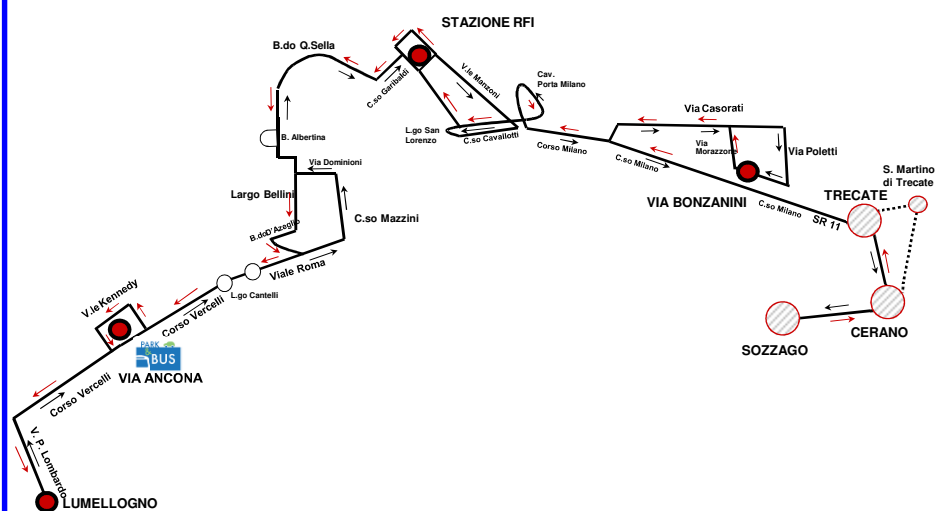 STAZIONE RFI
B.do Q.Sella
C.so Garibaldi
V.le Manzoni
Cav.
Porta Milano
L.go San
Lorenzo
C.so Cavallotti
Corso Milano
Via Casorati
Via
Morazzone
Via Poletti
C.so Milano
VIA BONZANINI
C.so Milano
SR 11
TRECATE
S. Martino
di Trecate
B. Albertina
Via Dominioni
Largo Bellini
C.so Mazzini
B.doD'Azeglio
Viale Roma
L.go Cantelli
V.le Kennedy
Corso Vercelli
PARK
&
BUS
VIA ANCONA
Corso Vercelli
SOZZAGO
CERANO
V. P. Lombardo
LUMELLOGNO